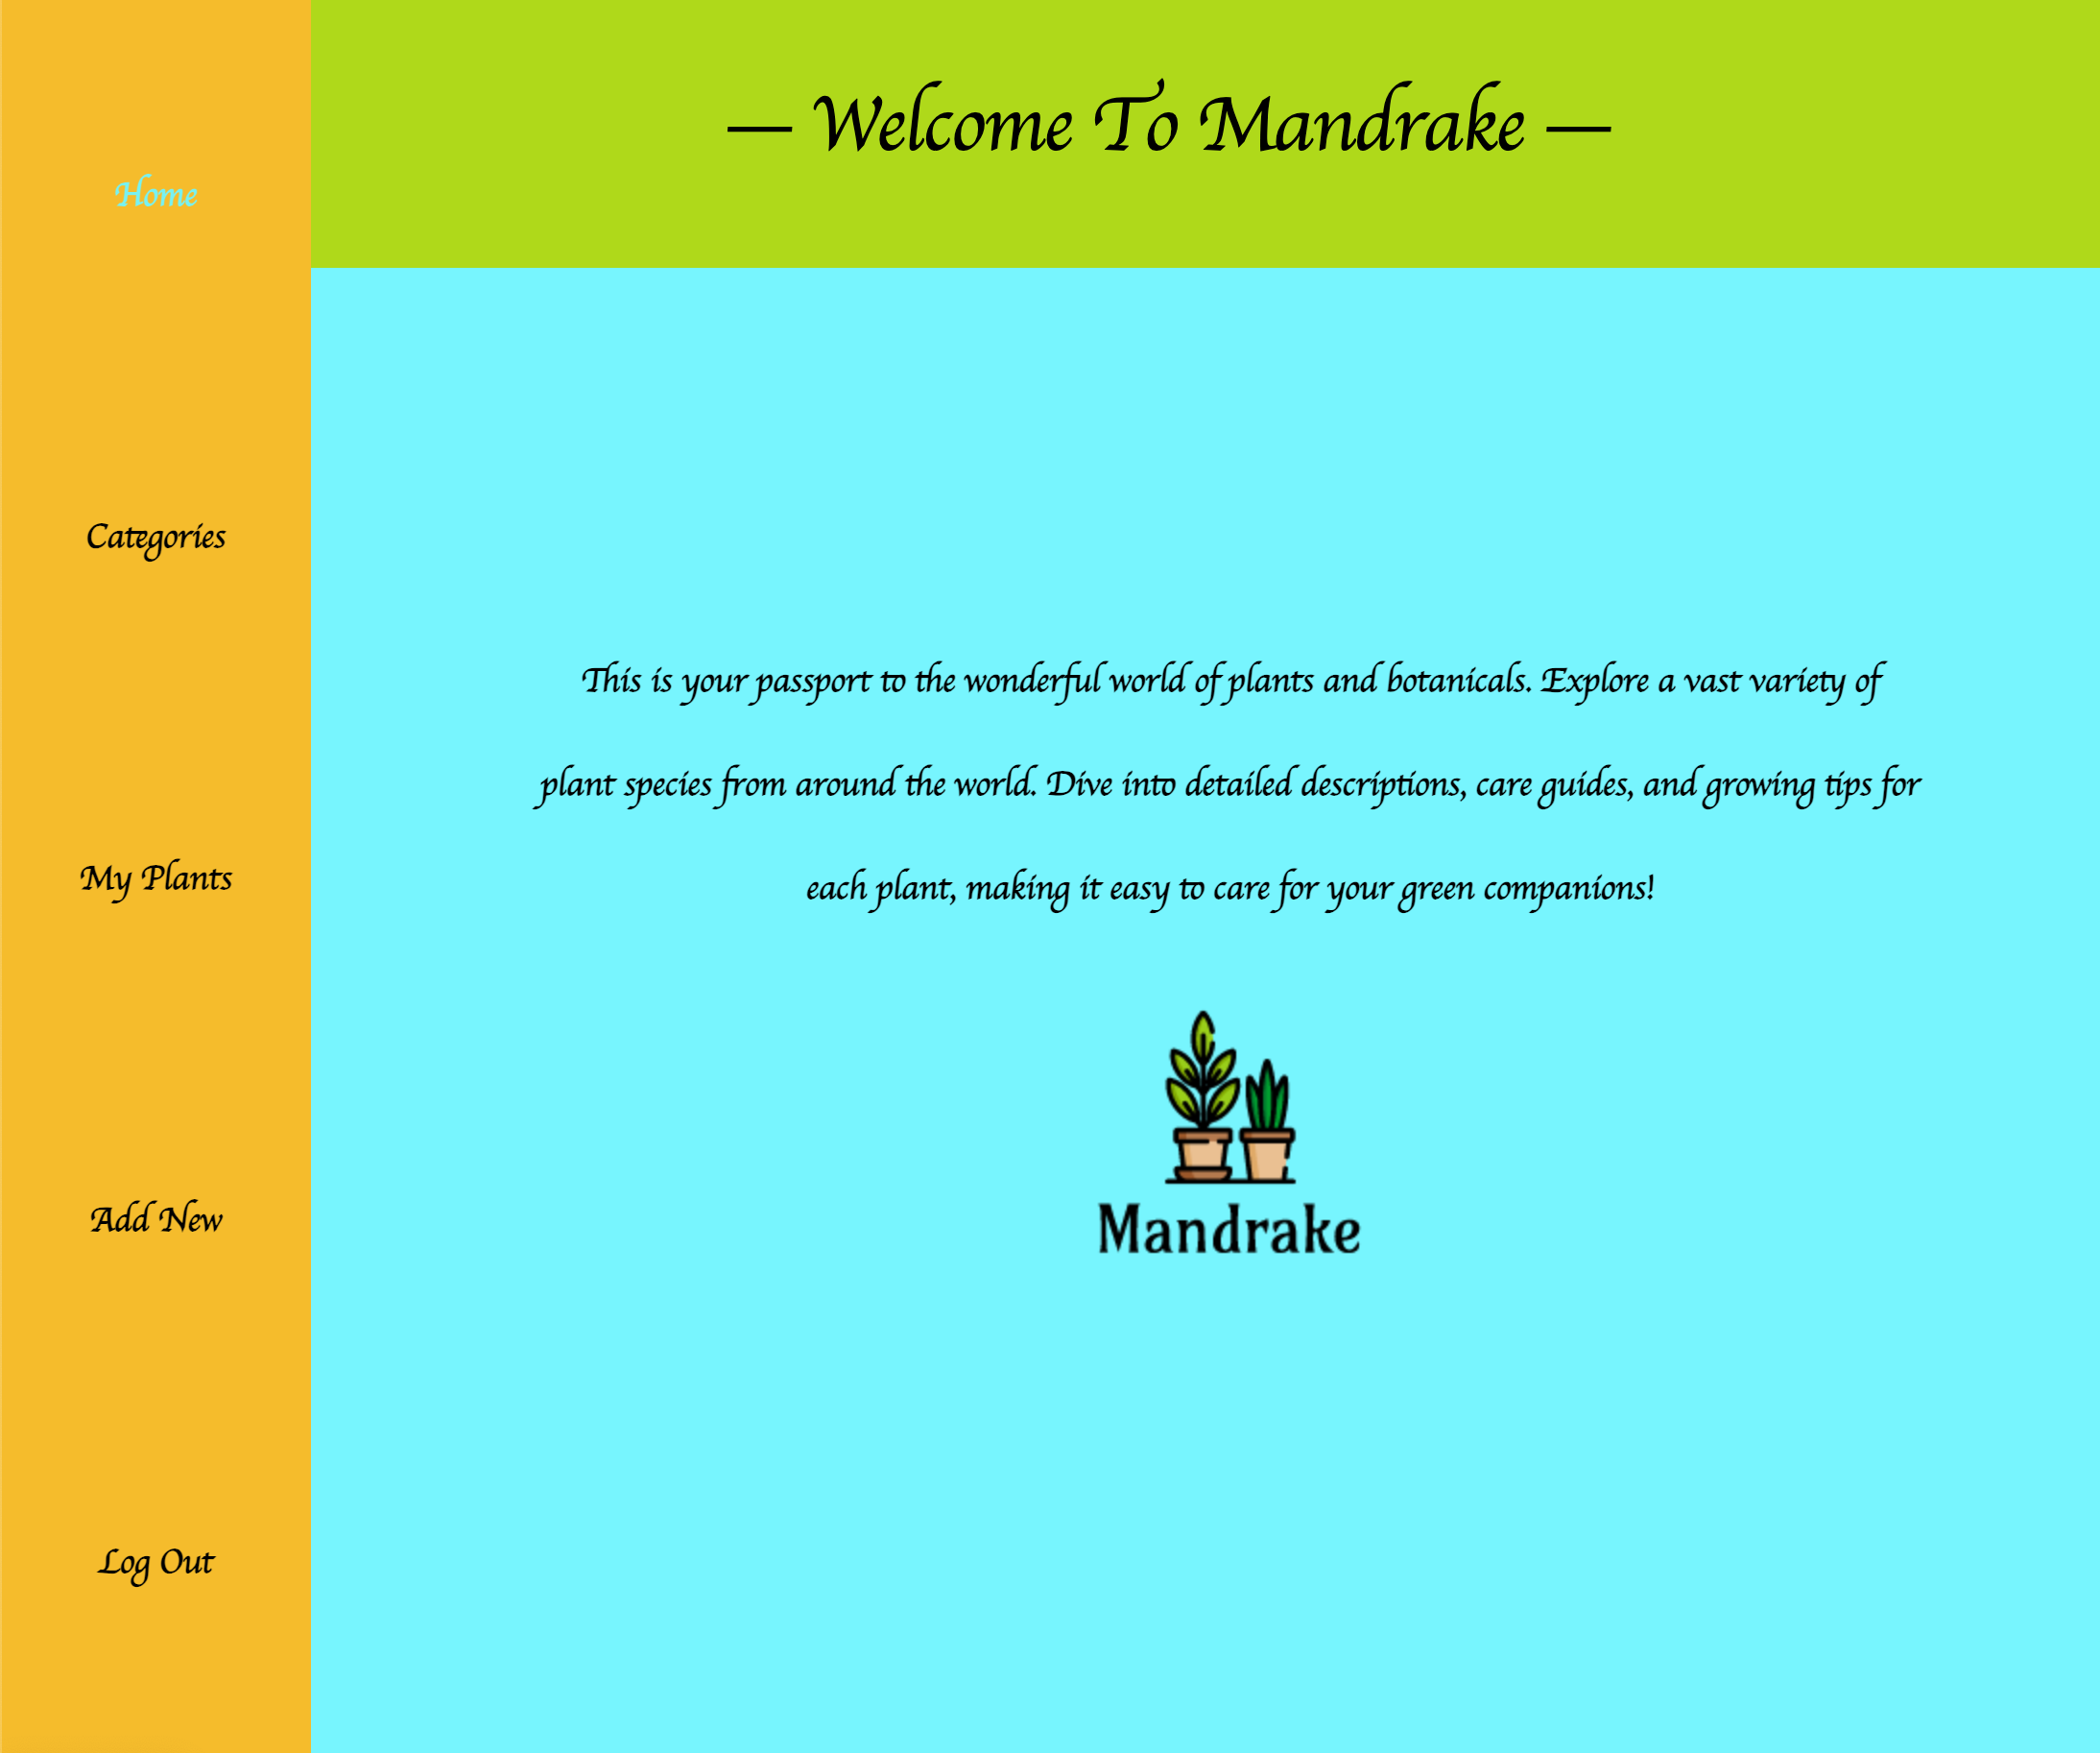 — Welcome To Mandrake —
Home
Categories
My Plants
Add New
Log Out
This is your passport to the wonderful world of plants and botanicals. Explore a vast variety of
plant species from around the world. Dive into detailed descriptions, care guides, and growing tips for
each plant, making it easy to care for your green companions!
Mandrake